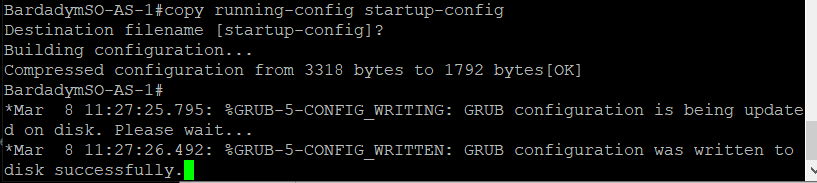 BardadymSO-AS-1#copy running-config startup-config
Destination filename [startup-config]?
Building configuration...
Compressed configuration from 3318 bytes to 1792 bytes[OK]
BardadymSO-AS-1#
*Mar  8 11:27:25.795: %GRUB-5-CONFIG_WRITING: GRUB configuration is being update
d on disk. Please wait...
*Mar  8 11:27:26.492: %GRUB-5-CONFIG_WRITTEN: GRUB configuration was written to
disk successfully.